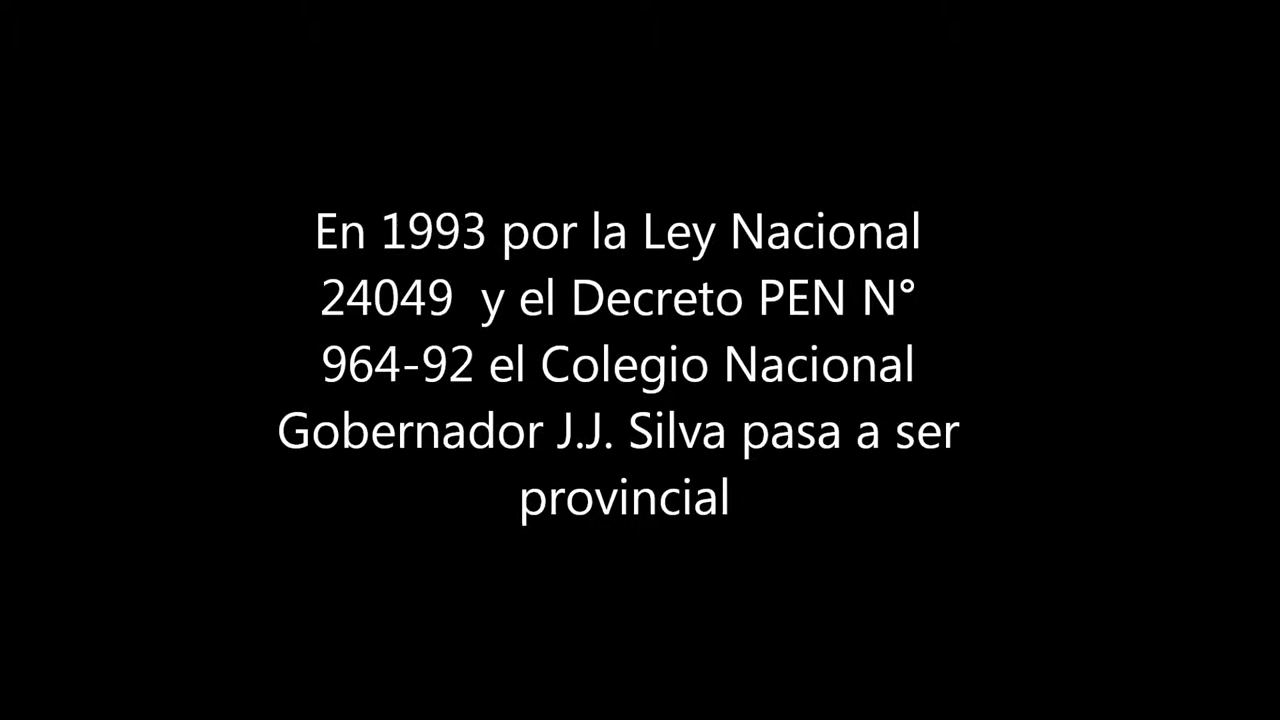 En 1993 por la Ley Nacional
24049  y el Decreto PEN N°
964-92 el Colegio Nacional
Gobernador J.J. Silva pasa a ser
provincial